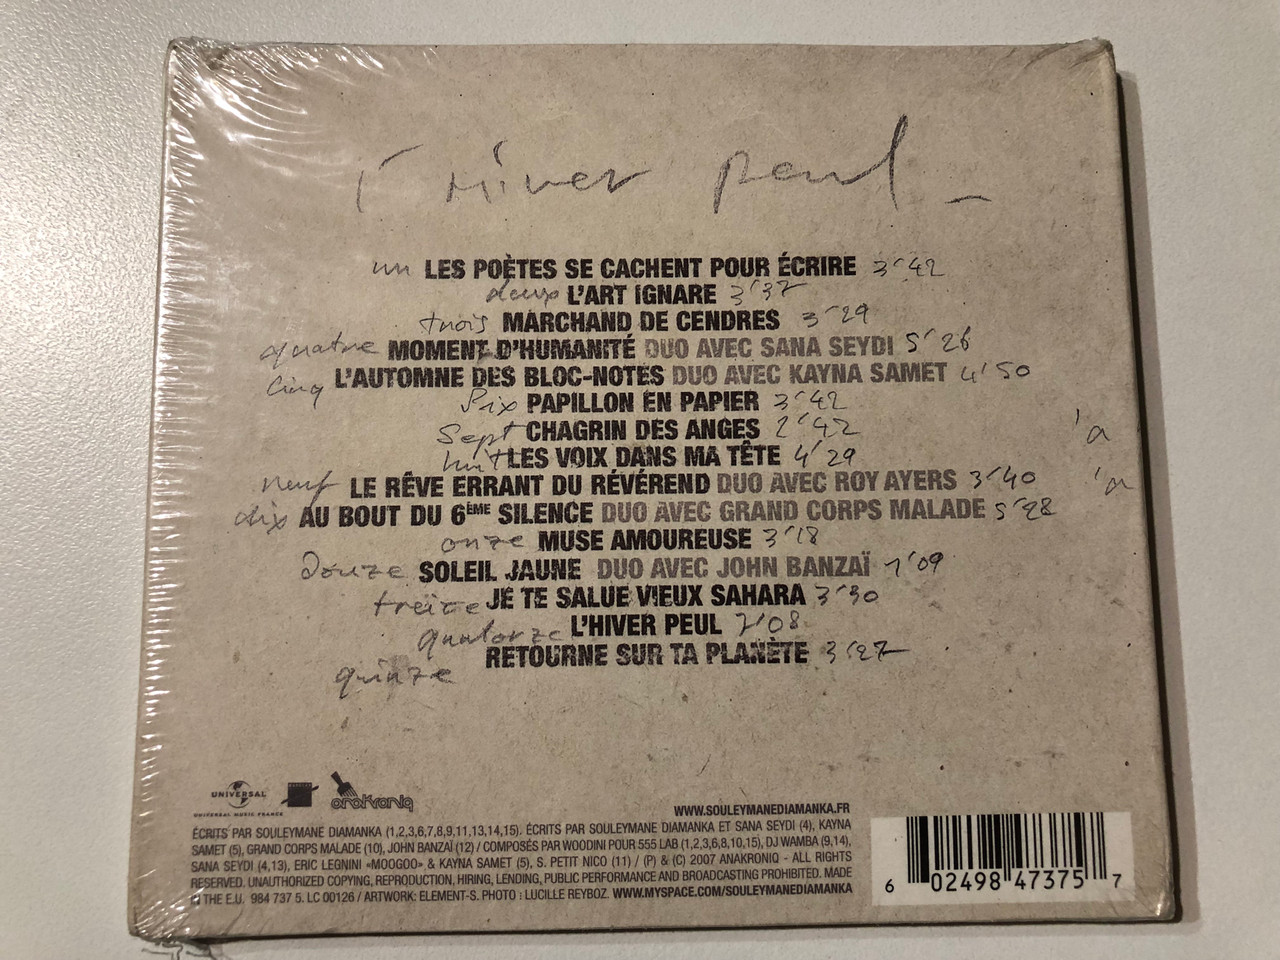 l'Hiver peul_
un LES POÈTES SE CACHENT POUR ÉCRIRE 3'42
deux L'ART IGNARE 3'37
trois MARCHAND DE CENDRES 3'29
quatre MOMENT D'HUMANITÉ DUO AVEC SANA SEYDI 5'26
cinq L'AUTOMNE DES BLOC-NOTES DUO AVEC KAYNA SAMET 4'50
Six PAPILLON EN PAPIER 3'42
Sept CHAGRIN DES ANGES 2'42
huit LES VOIX DANS MA TÊTE 4'29
neuf LE RÊVE ERRANT DU RÉVÉREND DUO AVEC ROY AYERS 3'40
dix AU BOUT DU 6ÈME SILENCE DUO AVEC GRAND CORPS MALADE 5'28
onze MUSE AMOUREUSE 3'18
Douze SOLEIL JAUNE DUO AVEC JOHN BANZAÏ 1'09
treize JE TE SALUE VIEUX SAHARA 3'30
quatorze L'HIVER PEUL 7'08
quinze RETOURNE SUR TA PLANÈTE 3'27
UNIVERSAL
UNIVERSAL MUSIC FRANCE
anakroniq
WWW.SOULEYMANEDIAMANKA.FR
ÉCRITS PAR SOULEYMANE DIAMANKA (1,2,3,6,7,8,9,11,13,14,15). ÉCRITS PAR SOULEYMANE DIAMANKA ET SANA SEYDI (4), KAYNA
SAMET (5), GRAND CORPS MALADE (10), JOHN BANZAÏ (12) / COMPOSÉS PAR WOODINI POUR 555 LAB (1,2,3,6,8,10,15), DJ WAMBA (9,14),
SANA SEYDI (4,13), ERIC LEGNINI «MOOGOO» & KAYNA SAMET (5), S. PETIT NICO (11) / (P) & (C) 2007 ANAKRONIQ - ALL RIGHTS
RESERVED. UNAUTHORIZED COPYING, REPRODUCTION, HIRING, LENDING, PUBLIC PERFORMANCE AND BROADCASTING PROHIBITED. MADE
IN THE E.U. 984 737 5. LC 00126 / ARTWORK: ELEMENT-S. PHOTO : LUCILLE REYBOZ. WWW.MYSPACE.COM/SOULEYMANEDIAMANKA
6 02498 47375 7